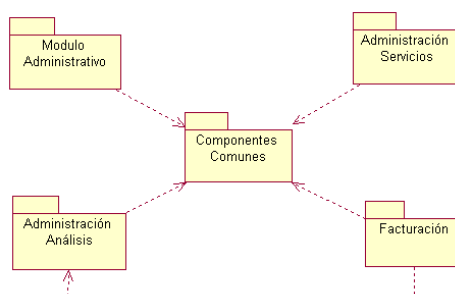 Modulo
Administrativo
Administración
Servicios
Componentes
Comunes
Administración
Análisis
Facturación